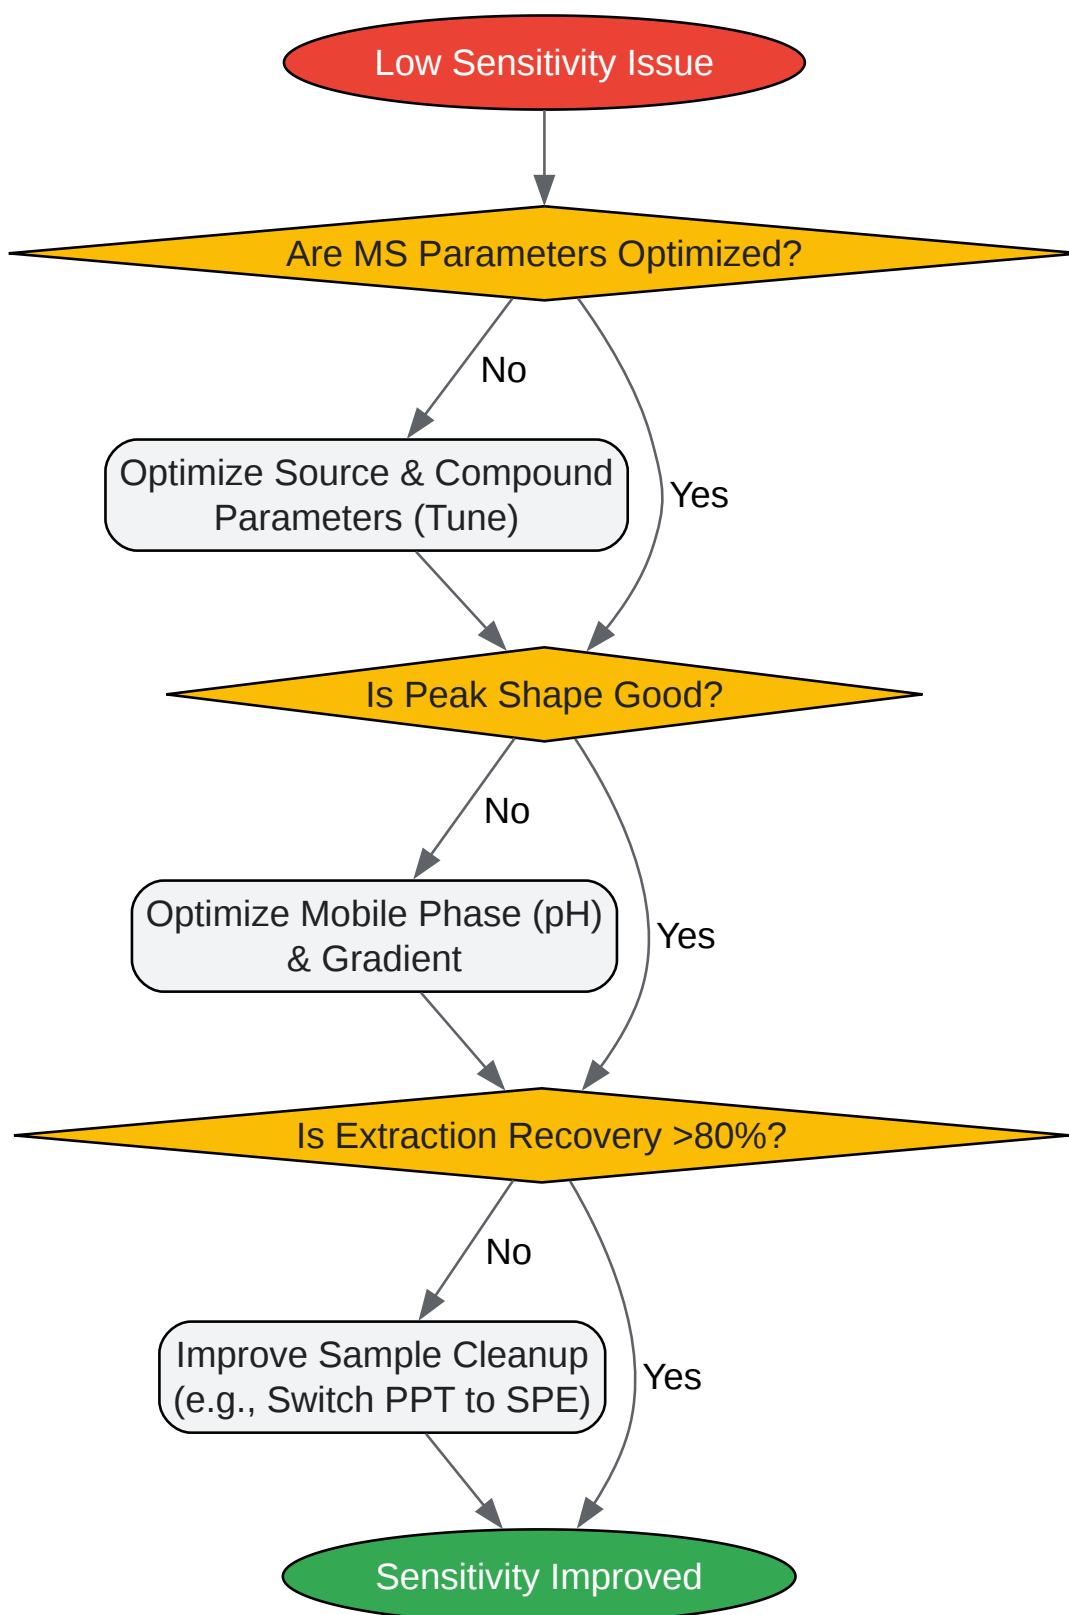 Low Sensitivity Issue
Are MS Parameters Optimized?
No
Optimize Source & Compound
Parameters (Tune)
Yes
Is Peak Shape Good?
No
Optimize Mobile Phase (pH)
& Gradient
Yes
Is Extraction Recovery >80%?
No
Improve Sample Cleanup
(e.g., Switch PPT to SPE)
Yes
Sensitivity Improved